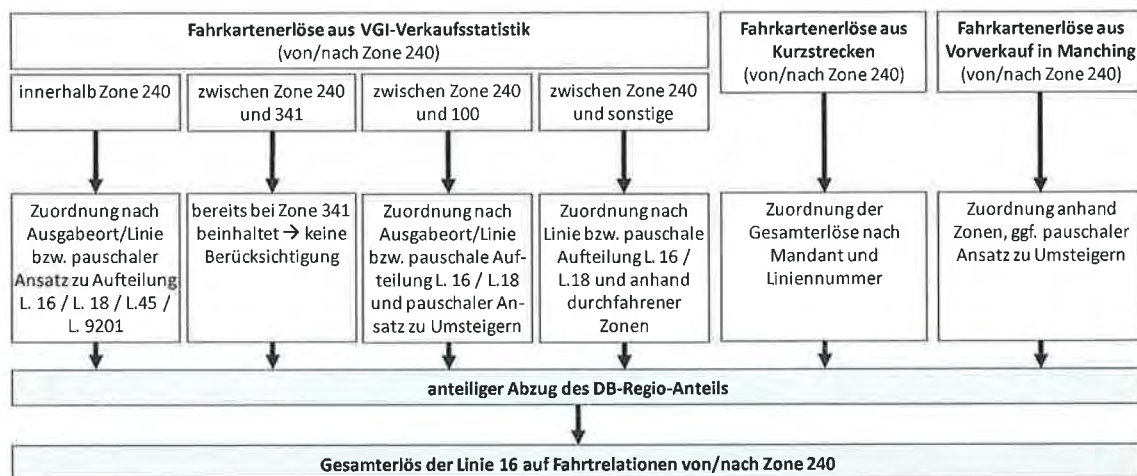 Fahrkartenerlöse aus VGI-Verkaufsstatistik
(von/nach Zone 240)
Fahrkartenerlöse aus
Kurzstrecken
(von/nach Zone 240)
Fahrkartenerlöse aus
Vorverkauf in Manching
(von/nach Zone 240)
innerhalb Zone 240
zwischen Zone 240
und 341
zwischen Zone 240
und 100
zwischen Zone 240
und sonstige
Zuordnung nach
Ausgabeort/Linie
bzw. pauschaler
Ansatz zu Aufteilung
L. 16 / L. 18 / L.45 /
L. 9201
bereits bei Zone 341
beinhaltet → keine
Berücksichtigung
Zuordnung nach
Ausgabeort/Linie
bzw. pauschale Auf-
teilung L. 16 / L.18
und pauschaler An-
satz zu Umsteigern
Zuordnung nach
Linie bzw. pauschale
Aufteilung L. 16 /
L.18 und anhand
durchfahrener
Zonen
Zuordnung der
Gesamterlöse nach
Mandant und
Liniennummer
Zuordnung anhand
Zonen, ggf. pauschaler
Ansatz zu Umsteigern
anteiliger Abzug des DB-Regio-Anteils
Gesamterlös der Linie 16 auf Fahrtrelationen von/nach Zone 240